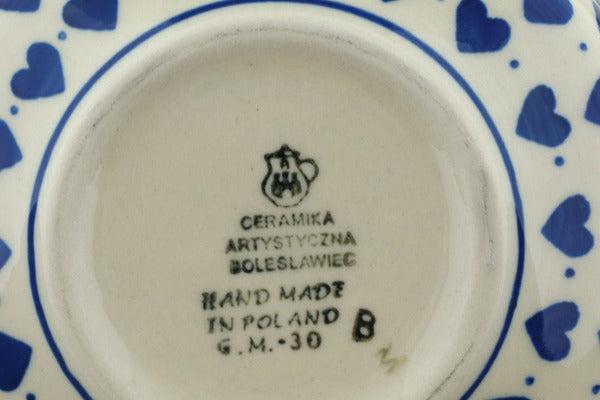 CERAMIKA
ARTYSTYCZNA
BOLESLAWIEC
HAND MADE
IN POLAND
G.M.-30 B